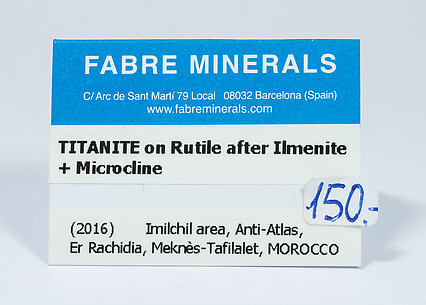 FABRE MINERALS
C/Arc de Sant Martí 79 Local 08032 Barcelona (Spain)
www.fabreminerals.com
TITANITE on Rutile after Ilmenite
+ Microcline
150.-
(2016) Imilchil area, Anti-Atlas,
Er Rachidia, Meknès-Tafilalet, MOROCCO